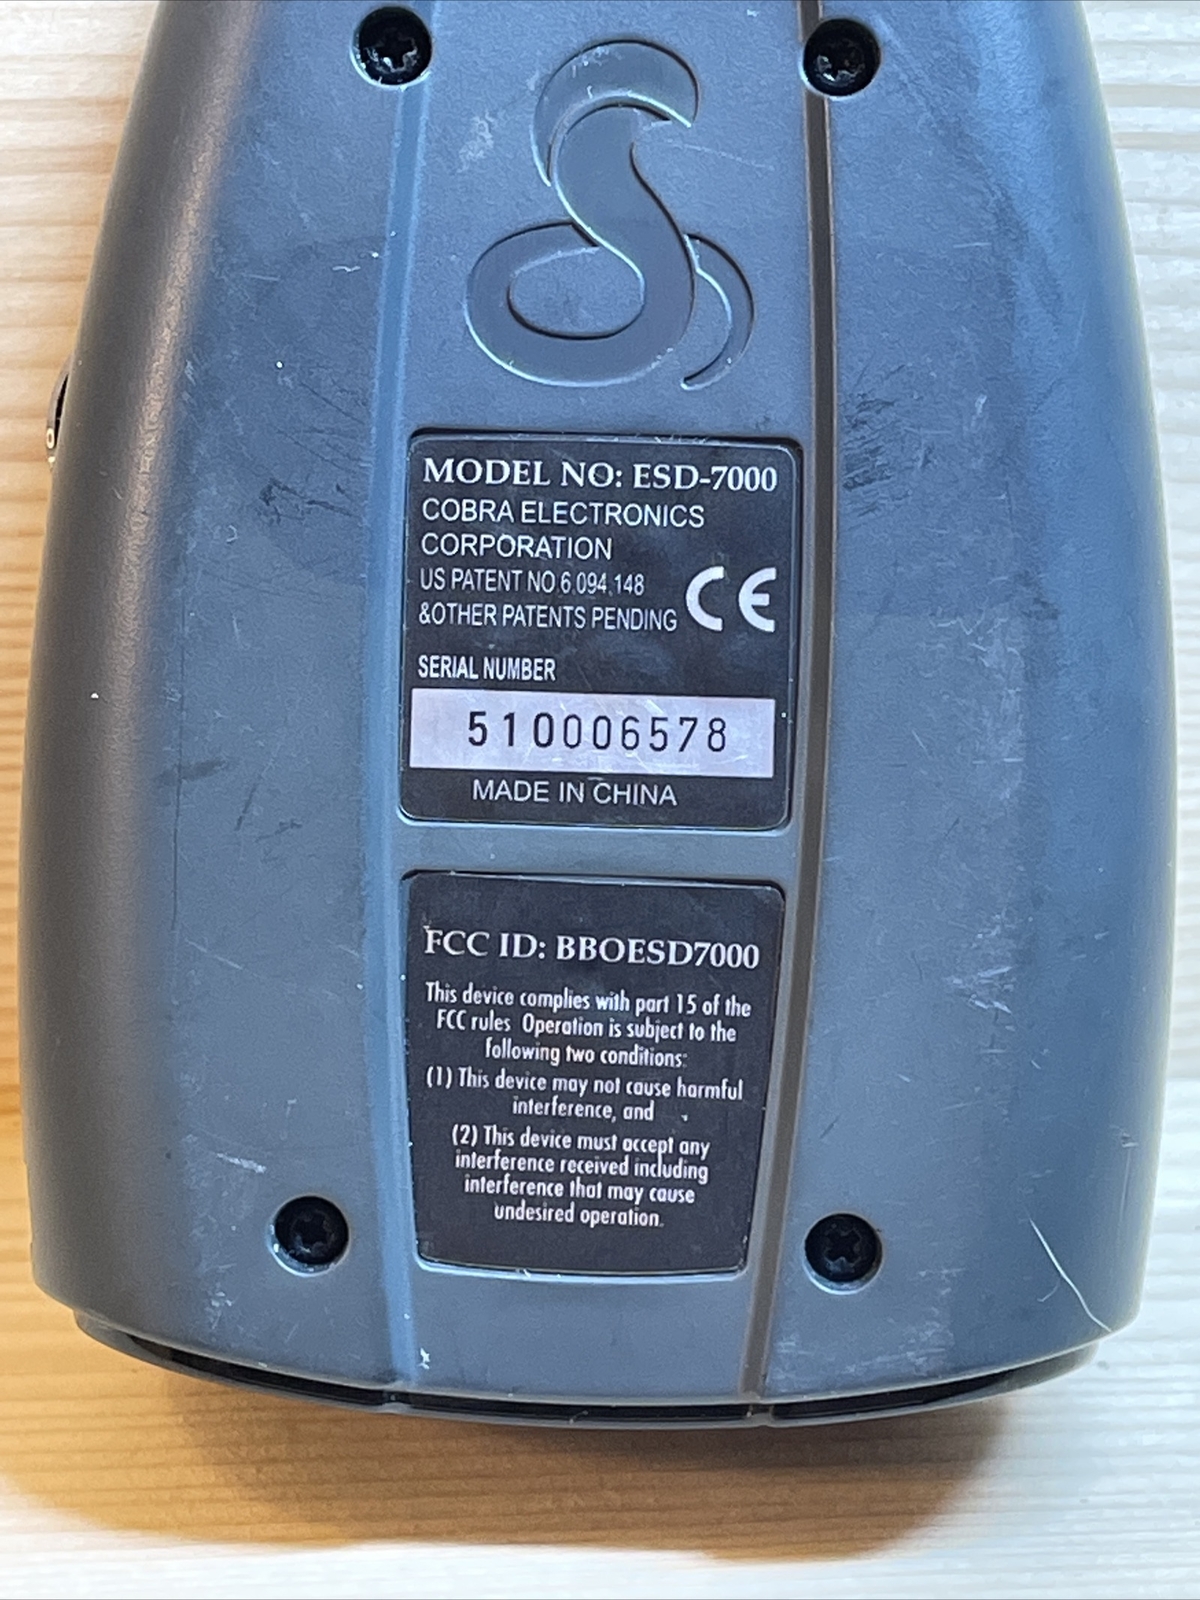 MODEL NO: ESD-7000
COBRA ELECTRONICS
CORPORATION
US PATENT NO.6,094,148
&OTHER PATENTS PENDING
CE
SERIAL NUMBER
510006578
MADE IN CHINA
FCC ID: BBOESD7000
This device complies with part 15 of the
FCC rules Operation is subject to the
following two conditions:
(1) This device may not cause harmful
interference, and
(2) This device must accept any
interference received including
interference that may cause
undesired operation.